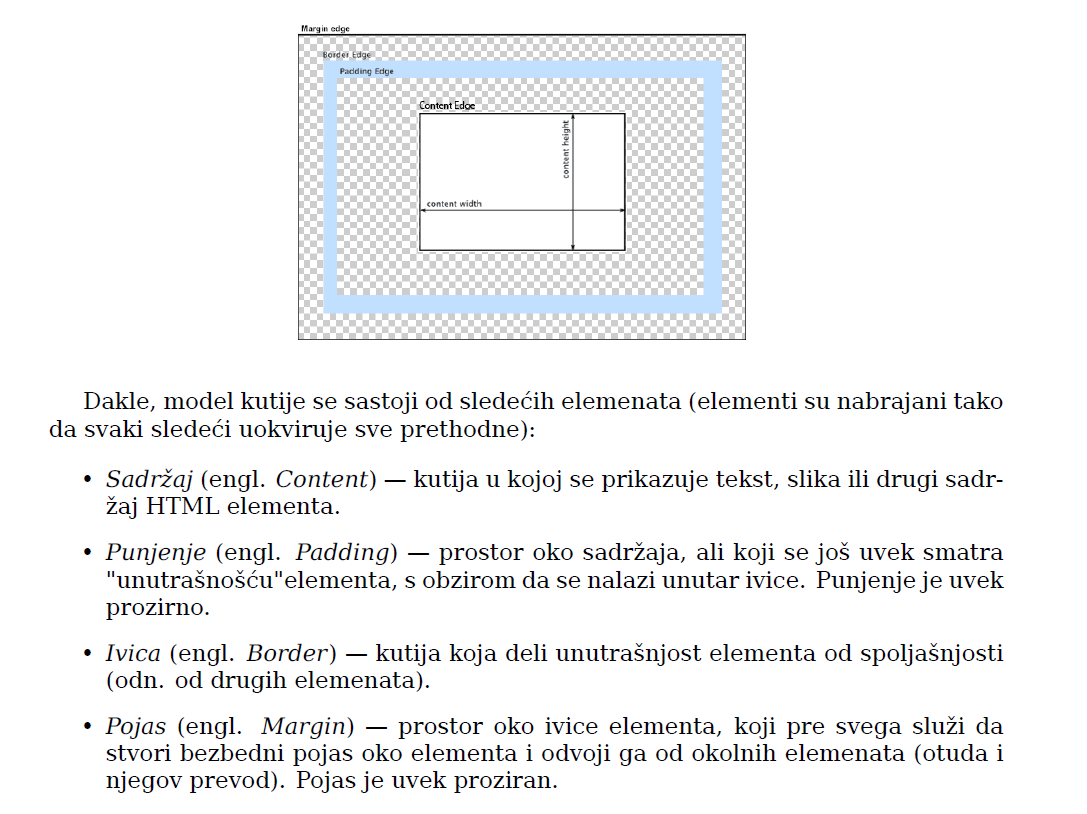 Margin edge
Border Edge
Padding Edge
Content Edge
content height
content width
Dakle, model kutije se sastoji od sledećih elemenata (elementi su nabrajani tako
da svaki sledeći uokviruje sve prethodne):
• Sadržaj (engl. Content) — kutija u kojoj se prikazuje tekst, slika ili drugi sadr-
žaj HTML elementa.
• Punjenje (engl. Padding) — prostor oko sadržaja, ali koji se još uvek smatra
"unutrašnošću"elementa, s obzirom da se nalazi unutar ivice. Punjenje je uvek
prozirno.
• Ivica (engl. Border) — kutija koja deli unutrašnjost elementa od spoljašnjosti
(odn. od drugih elemenata).
• Pojas (engl. Margin) — prostor oko ivice elementa, koji pre svega služi da
stvori bezbedni pojas oko elementa i odvoji ga od okolnih elemenata (otuda i
njegov prevod). Pojas je uvek proziran.